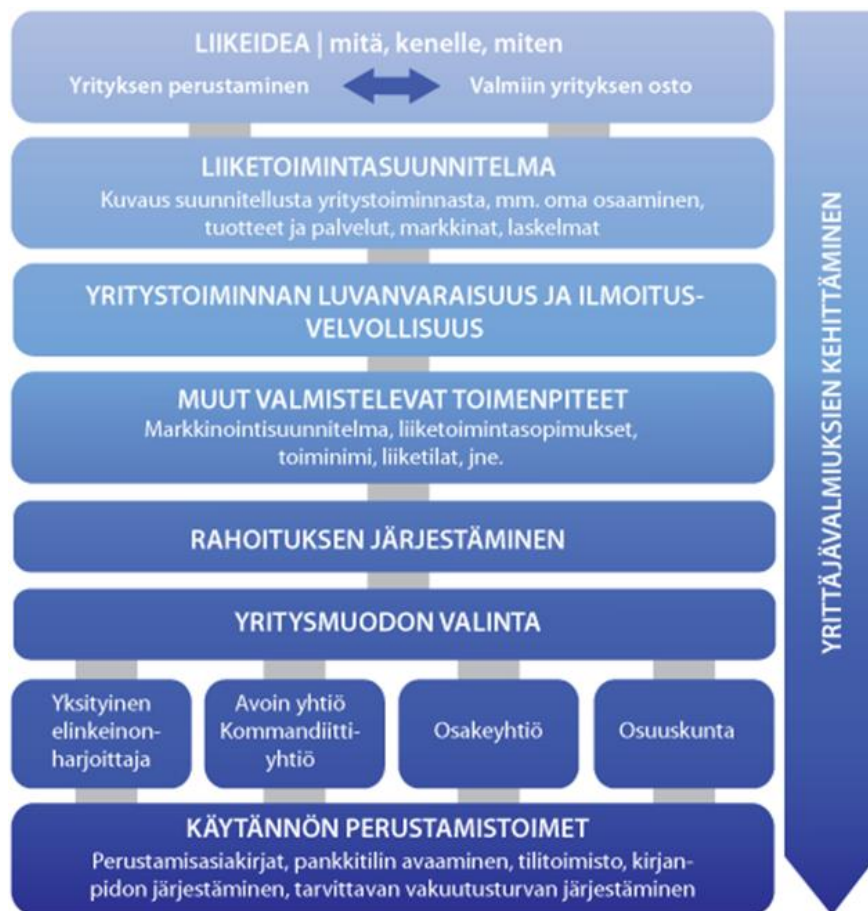 LIIKEIDEA | mitä, kenelle, miten
Yrityksen perustaminen
Valmiin yrityksen osto
LIIKETOIMINTASUUNNITELMA
Kuvaus suunnitellusta yritystoiminnasta, mm. oma osaaminen,
tuotteet ja palvelut, markkinat, laskelmat
YRITYSTOIMINNAN LUVANVARAISUUS JA ILMOITUS-
VELVOLLISUUS
MUUT VALMISTELEVAT TOIMENPITEET
Markkinointisuunnitelma, liiketoimintasopimukset,
toiminimi, liiketilat, jne.
RAHOITUKSEN JÄRJESTÄMINEN
YRITYSMUODON VALINTA
Yksityinen
elinkeinon-
harjoittaja
Avoin yhtiö
Kommandiitti-
yhtiö
Osakeyhtiö
Osuuskunta
KÄYTÄNNÖN PERUSTAMISTOIMET
Perustamisasiakirjat, pankkitilin avaaminen, tilitoimisto, kirjan-
pidon järjestäminen, tarvittavan vakuutusturvan järjestäminen
YRITTÄJÄVALMIUKSIEN KEHITTÄMINEN